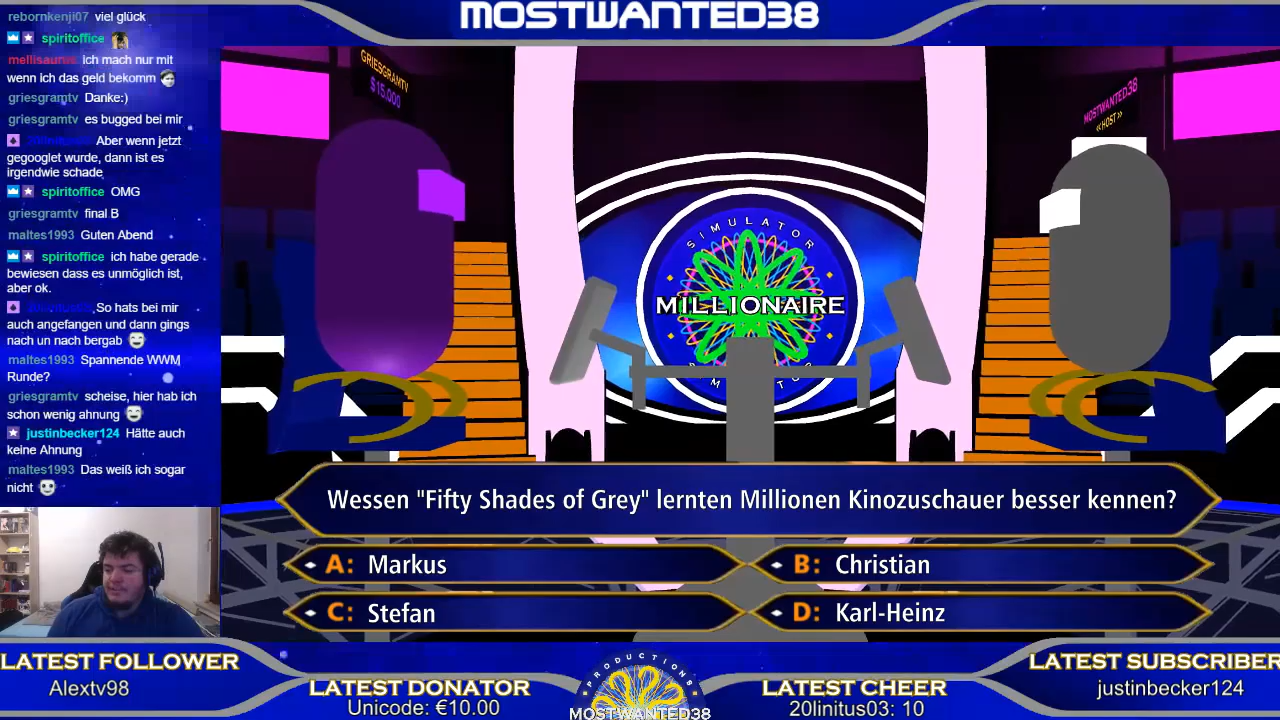 MOSTWANTED38
rebornkenji07 viel glück
spiritoffice
mellisaurus ich mach nur mit
wenn ich das geld bekomm
griesgramtv Danke:)
griesgramtv es bugged bei mir
Aber wenn jetzt
gegooglet wurde, dann ist es
irgendwie schade
spiritoffice OMG
griesgramtv final B
maltes1993 Guten Abend
spiritoffice ich habe gerade
bewiesen dass es unmöglich ist,
aber ok.
So hats bei mir
auch angefangen und dann gings
nach un nach bergab
maltes1993 Spannende WWM
Runde?
griesgramtv scheise, hier hab ich
schon wenig ahnung
justinbecker124 Hätte auch
keine Ahnung
maltes1993 Das weiß ich sogar
nicht
GRIESGRAMTV
$15,000
MOSTWANTED38
«HOST»
SIMULATOR
MILLIONAIRE
Wessen "Fifty Shades of Grey" lernten Millionen Kinozuschauer besser kennen?
A: Markus
B: Christian
C: Stefan
D: Karl-Heinz
LATEST FOLLOWER
Alextv98
LATEST DONATOR
Unicode: €10.00
PRODUCTIONS
MOSTWANTED38
LATEST CHEER
20linitus03: 10
LATEST SUBSCRIBER
justinbecker124